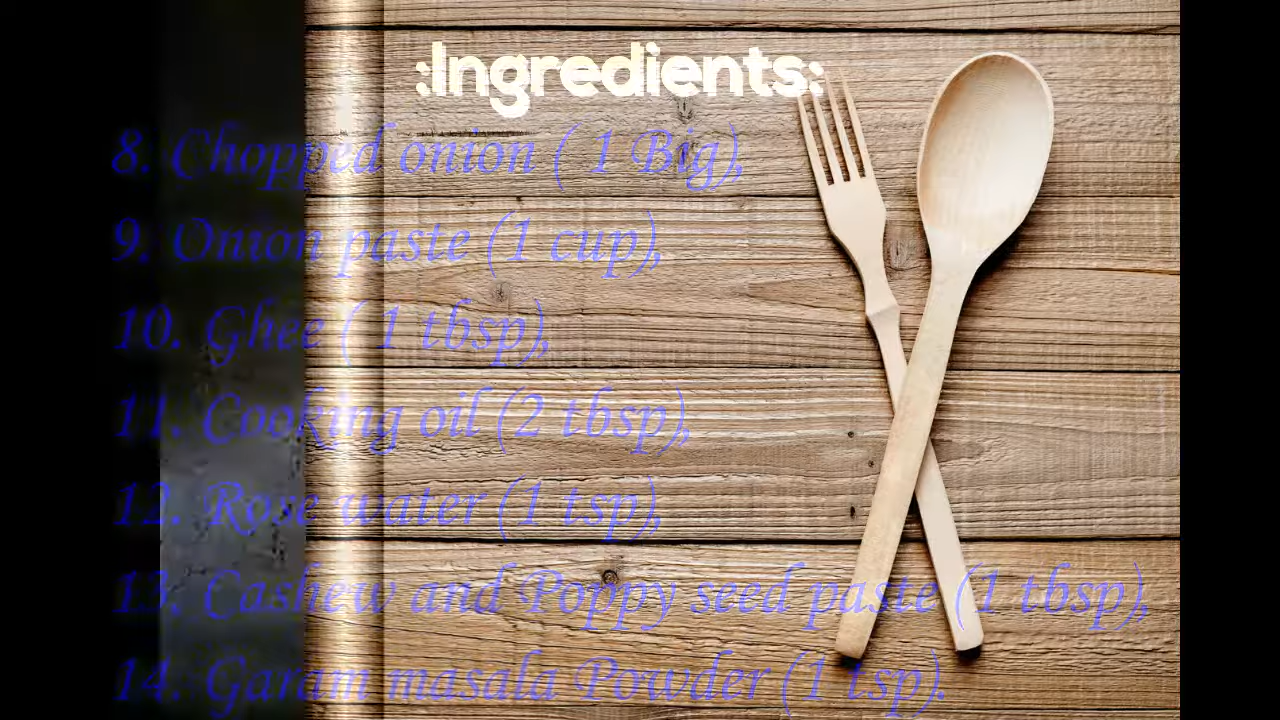 :Ingredients:
8. Chopped onion ( 1 Big),
9. Onion paste (1 cup),
10. Ghee ( 1 tbsp),
11. Cooking oil (2 tbsp),
12. Rose water (1 tsp),
13. Cashew and Poppy seed paste (1 tbsp),
14. Garam masala Powder (1 tsp).